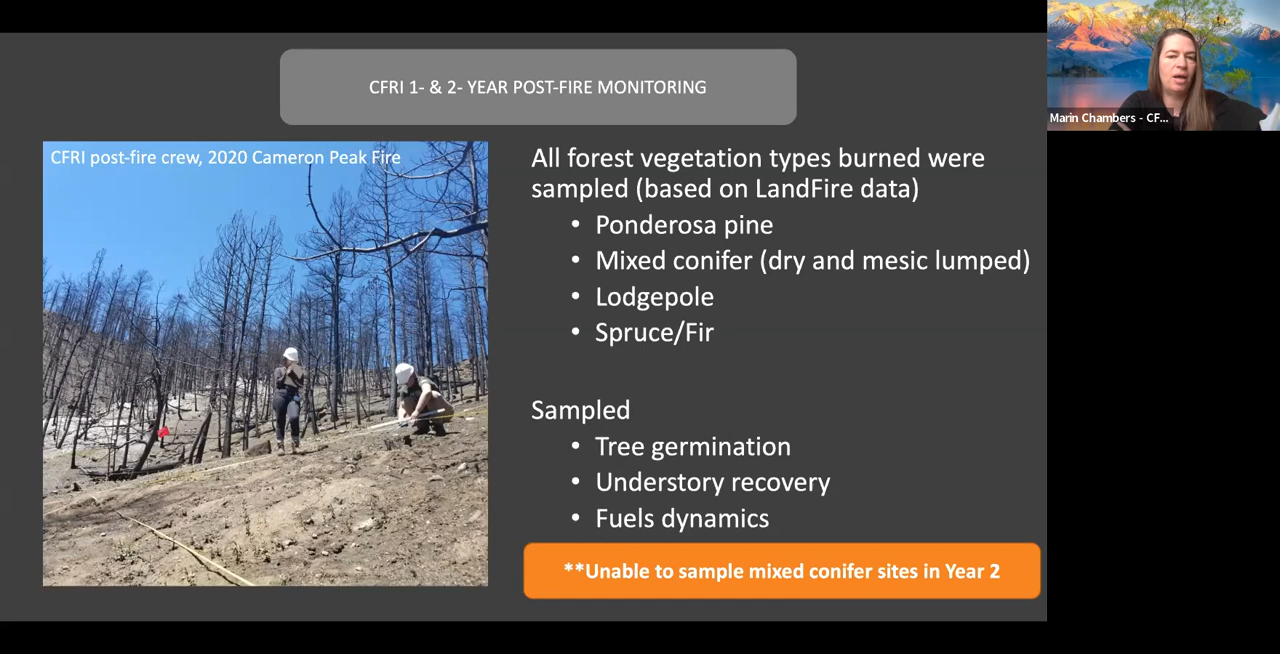 CFRI 1- & 2- YEAR POST-FIRE MONITORING
Marin Chambers - CF...
CFRI post-fire crew, 2020 Cameron Peak Fire
All forest vegetation types burned were
sampled (based on LandFire data)
• Ponderosa pine
• Mixed conifer (dry and mesic lumped)
• Lodgepole
• Spruce/Fir
Sampled
• Tree germination
• Understory recovery
• Fuels dynamics
**Unable to sample mixed conifer sites in Year 2